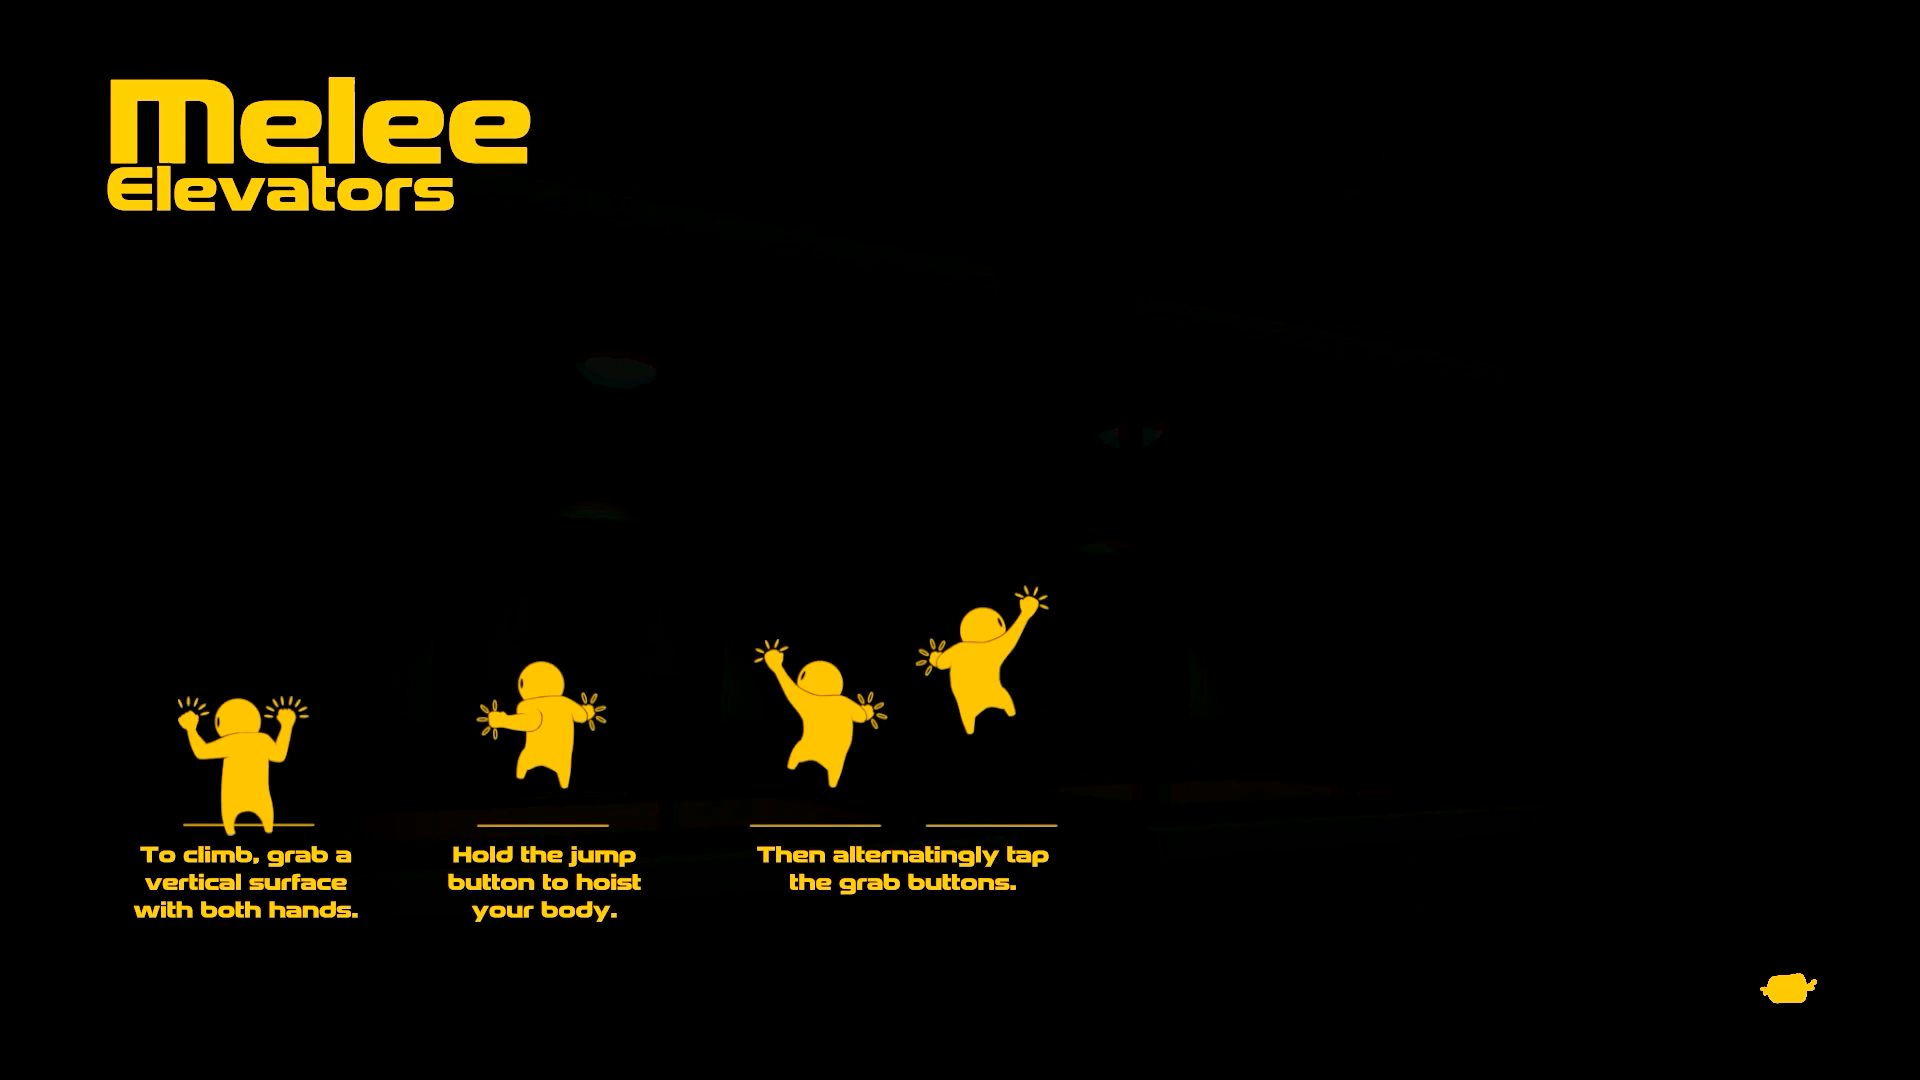 Melee
Elevators
To climb, grab a
vertical surface
with both hands.
Hold the jump
button to hoist
your body.
Then alternatingly tap
the grab buttons.